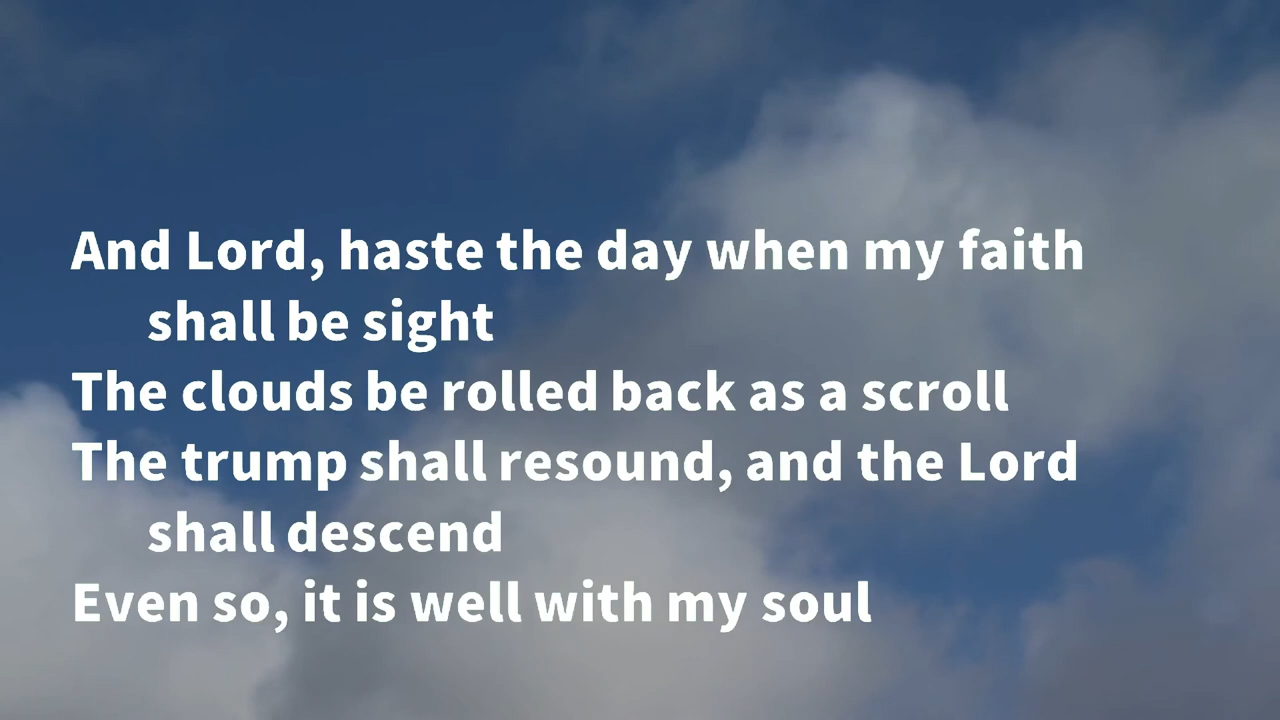 And Lord, haste the day when my faith
shall be sight
The clouds be rolled back as a scroll
The trump shall resound, and the Lord
shall descend
Even so, it is well with my soul